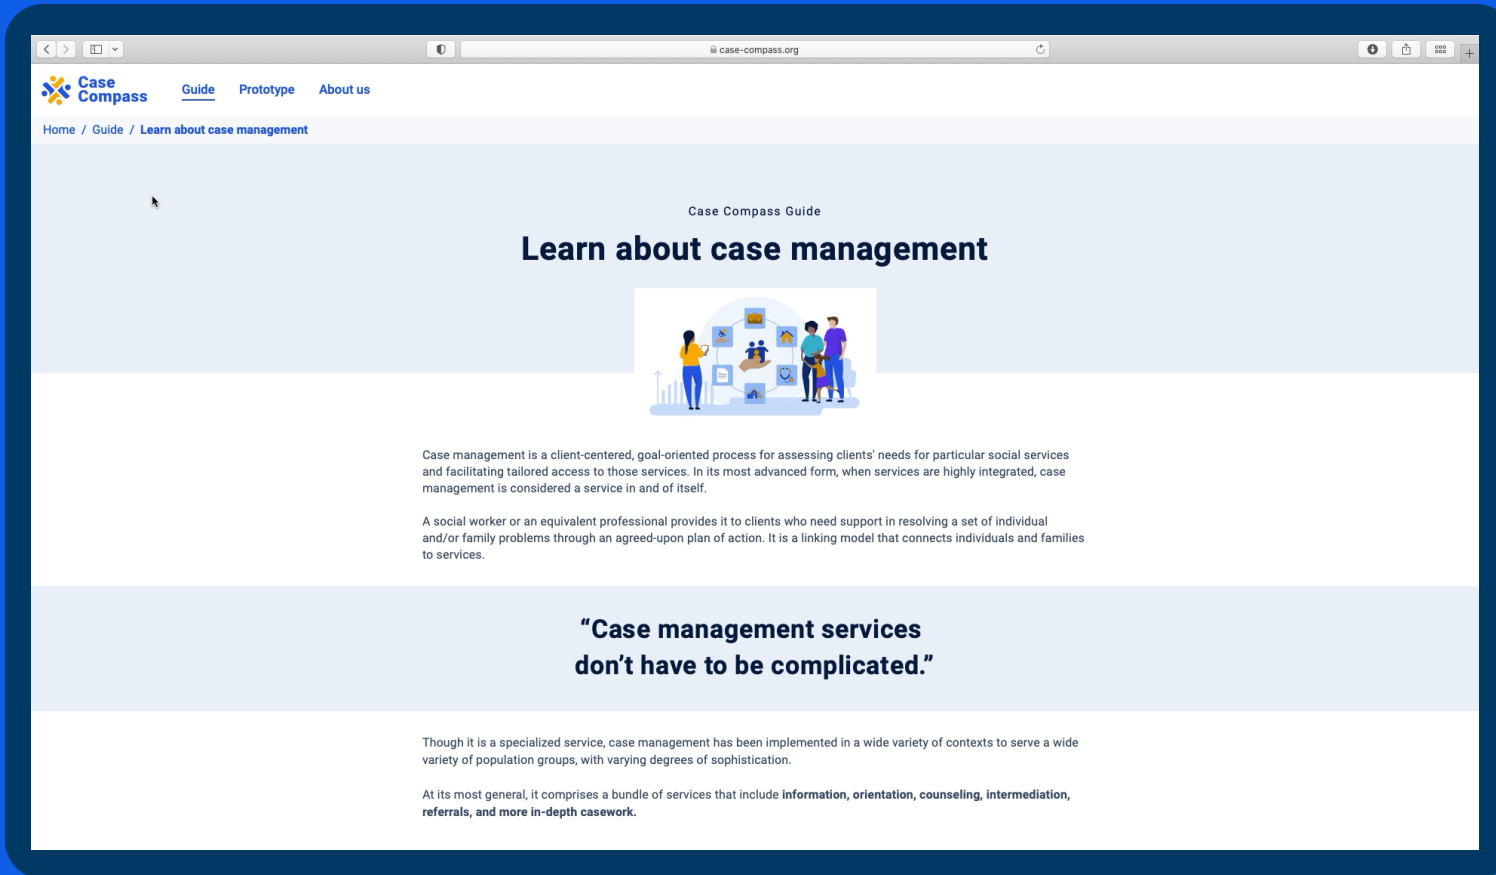 case-compass.org
Case
Compass
Guide
Prototype
About us
Home / Guide / Learn about case management
Case Compass Guide
Learn about case management
Case management is a client-centered, goal-oriented process for assessing clients' needs for particular social services
and facilitating tailored access to those services. In its most advanced form, when services are highly integrated, case
management is considered a service in and of itself.
A social worker or an equivalent professional provides it to clients who need support in resolving a set of individual
and/or family problems through an agreed-upon plan of action. It is a linking model that connects individuals and families
to services.
“Case management services
don’t have to be complicated.”
Though it is a specialized service, case management has been implemented in a wide variety of contexts to serve a wide
variety of population groups, with varying degrees of sophistication.
At its most general, it comprises a bundle of services that include information, orientation, counseling, intermediation,
referrals, and more in-depth casework.